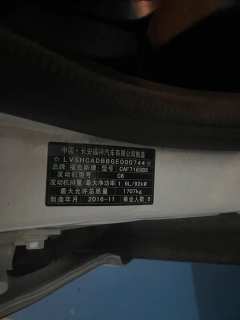 中国·长安福特汽车有限公司制造
☆LVSHCADB8GE000744☆
品牌:福克斯牌 型号:CAF7163B5
发动机型号 C6
发动机排量/最大净功率 1.6L/92kW
最大允许总质量 1707kg
制造年月 2016-11 乘坐人数 5